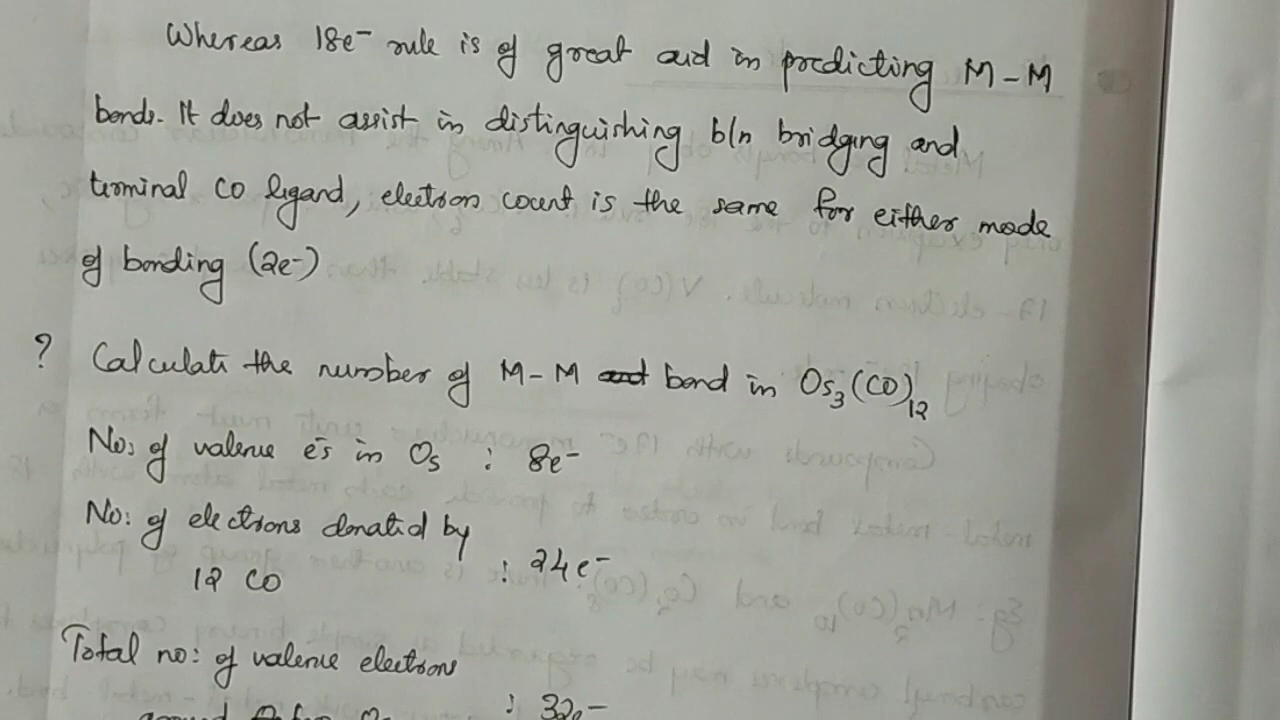 Whereas 18e⁻ rule is of great aid in predicting M-M
bonds. It does not assist in distinguishing b/n bridging and
terminal CO ligand, electron count is the same for either mode
of bonding (2e⁻)
? Calculate the number of M-M bond in Os₃(CO)₁₂
No: of valence e⁻s in Os : 8e⁻
No: of electrons donated by
12 CO : 24e⁻
Total no: of valence electrons
: 32e⁻